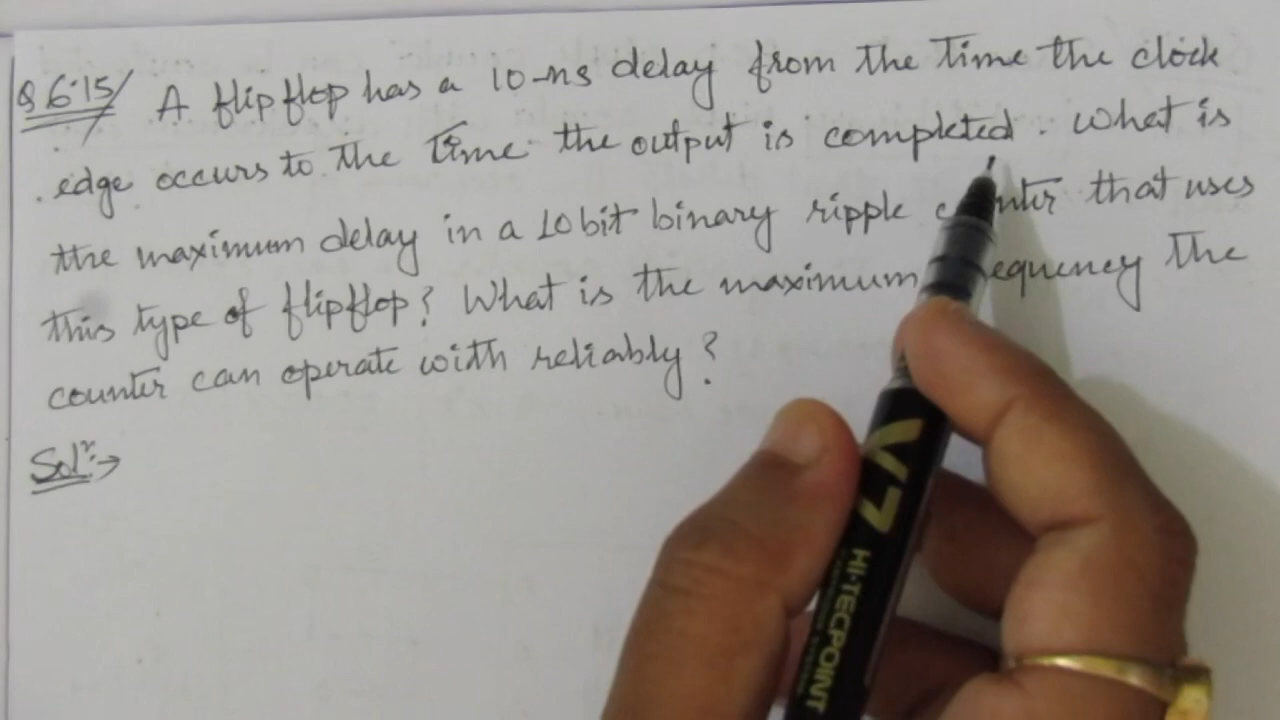 Q 6.15/ A flipflop has a 10-ns delay from the time the clock
edge occurs to the time the output is completed. What is
the maximum delay in a 10 bit binary ripple that uses
this type of flipflop? What is the maximum the
counter can operate with reliably?
Solⁿ:→
V7
HI-TECPOINT